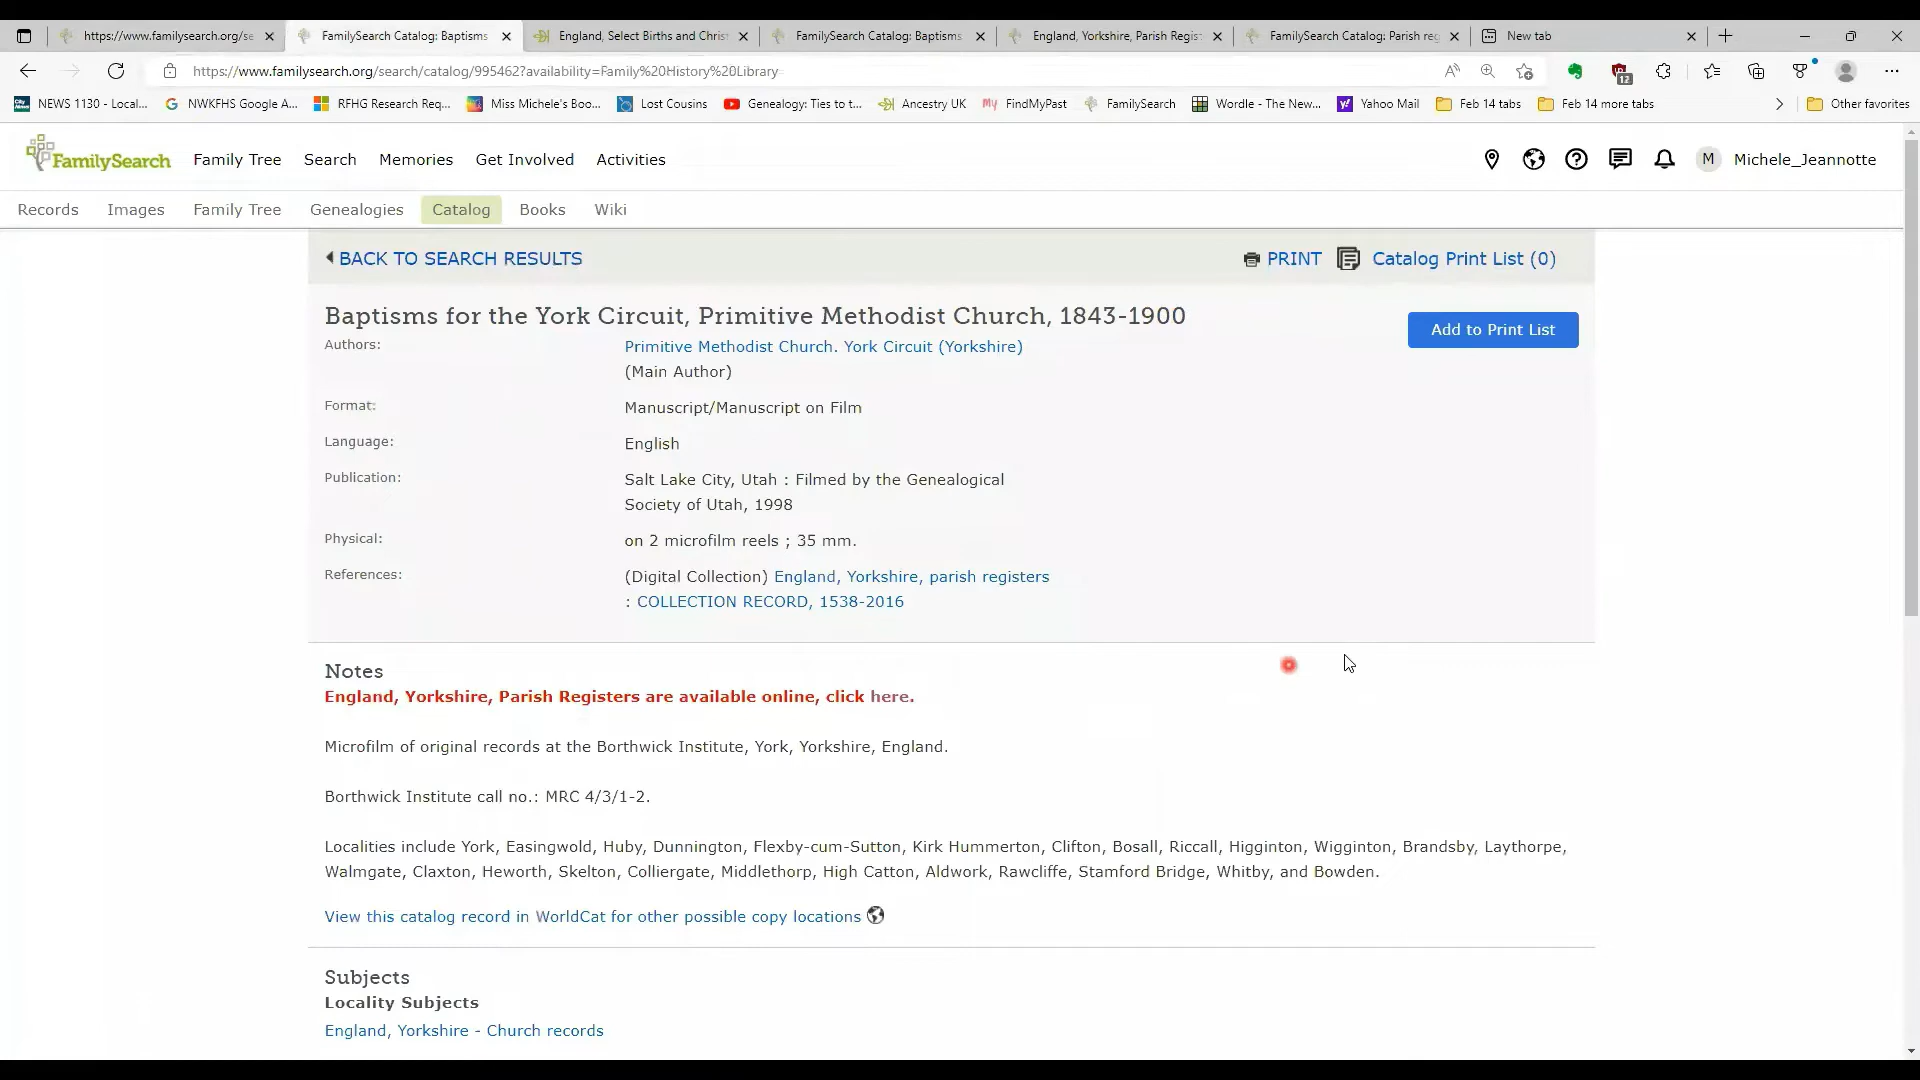 https://www.familysearch.org/se
FamilySearch Catalog: Baptisms
England, Select Births and Christ
FamilySearch Catalog: Baptisms
England, Yorkshire, Parish Regist
FamilySearch Catalog: Parish reg
New tab
https://www.familysearch.org/search/catalog/995462?availability=Family%20History%20Library
12
NEWS 1130 - Local...
NWKFHS Google A...
RFHG Research Req...
Miss Michele's Boo...
Lost Cousins
Genealogy: Ties to t...
Ancestry UK
FindMyPast
FamilySearch
Wordle - The New...
Yahoo Mail
Feb 14 tabs
Feb 14 more tabs
Other favorites
FamilySearch
Family Tree
Search
Memories
Get Involved
Activities
M
Michele_Jeannotte
Records
Images
Family Tree
Genealogies
Catalog
Books
Wiki
BACK TO SEARCH RESULTS
PRINT
Catalog Print List (0)
Baptisms for the York Circuit, Primitive Methodist Church, 1843-1900
Add to Print List
Authors:
Primitive Methodist Church. York Circuit (Yorkshire)
(Main Author)
Format:
Manuscript/Manuscript on Film
Language:
English
Publication:
Salt Lake City, Utah : Filmed by the Genealogical
Society of Utah, 1998
Physical:
on 2 microfilm reels ; 35 mm.
References:
(Digital Collection) England, Yorkshire, parish registers
: COLLECTION RECORD, 1538-2016
Notes
England, Yorkshire, Parish Registers are available online, click here.
Microfilm of original records at the Borthwick Institute, York, Yorkshire, England.
Borthwick Institute call no.: MRC 4/3/1-2.
Localities include York, Easingwold, Huby, Dunnington, Flexby-cum-Sutton, Kirk Hummerton, Clifton, Bosall, Riccall, Higginton, Wigginton, Brandsby, Laythorpe,
Walmgate, Claxton, Heworth, Skelton, Colliergate, Middlethorp, High Catton, Aldwork, Rawcliffe, Stamford Bridge, Whitby, and Bowden.
View this catalog record in WorldCat for other possible copy locations
Subjects
Locality Subjects
England, Yorkshire - Church records